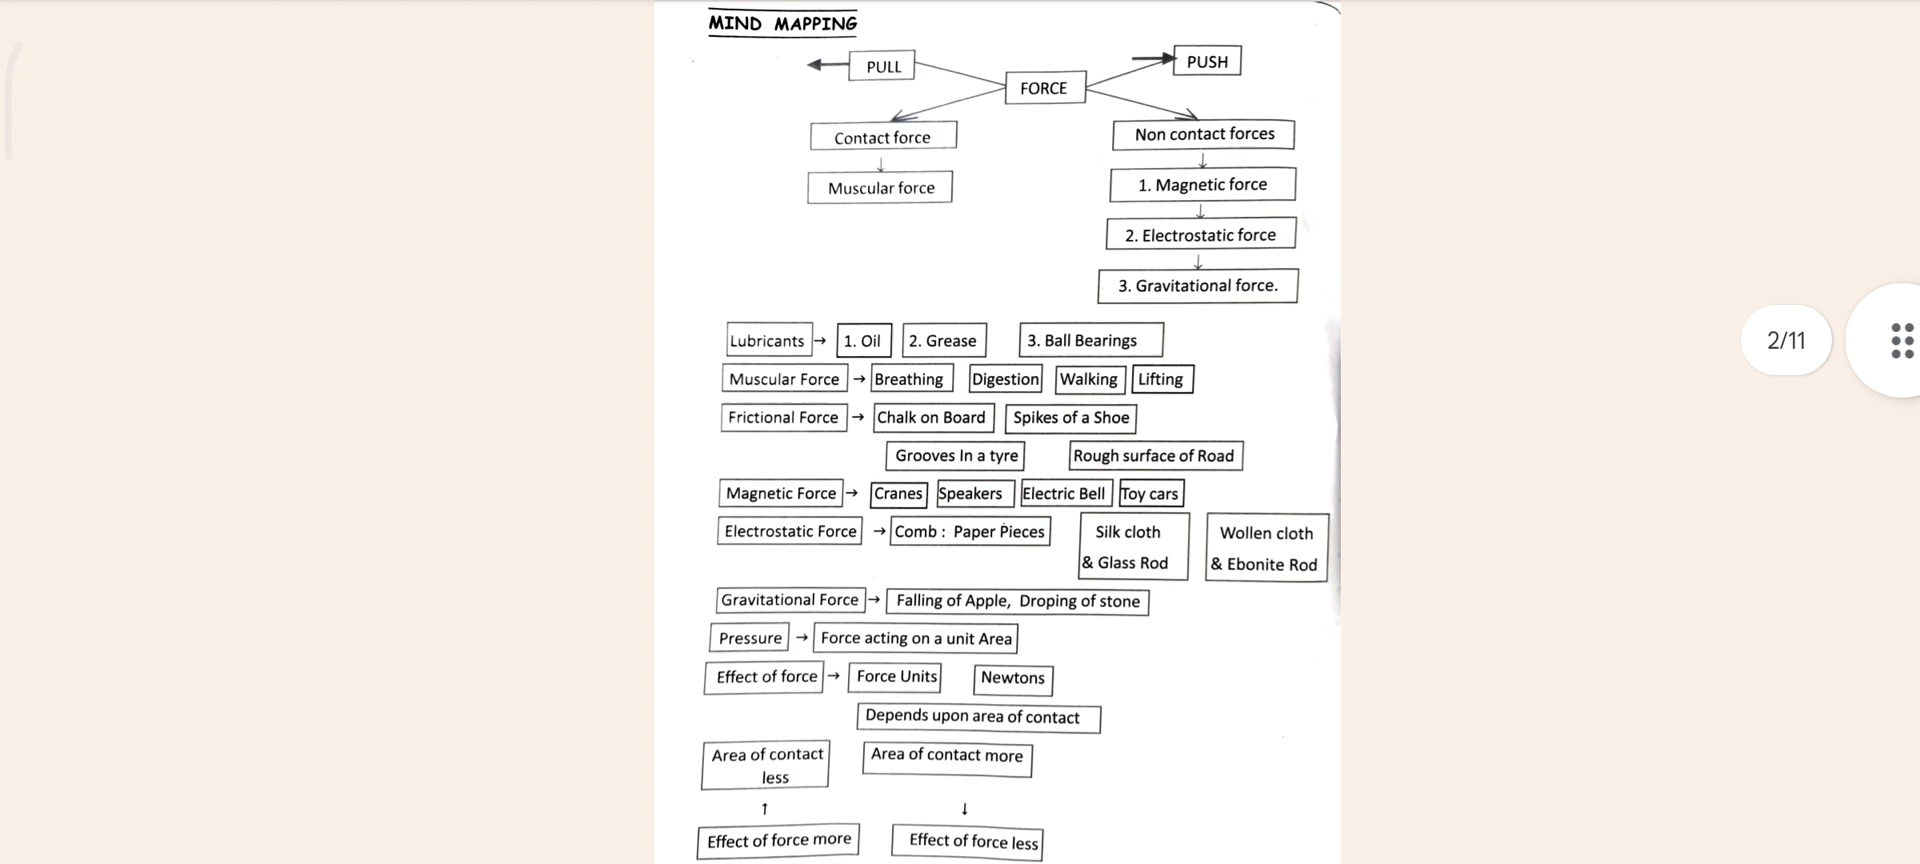 MIND MAPPING
PULL
PUSH
FORCE
Contact force
Non contact forces
Muscular force
1. Magnetic force
2. Electrostatic force
3. Gravitational force.
Lubricants → 1. Oil 2. Grease 3. Ball Bearings
Muscular Force → Breathing Digestion Walking Lifting
Frictional Force → Chalk on Board Spikes of a Shoe
Grooves In a tyre Rough surface of Road
Magnetic Force → Cranes Speakers Electric Bell Toy cars
Electrostatic Force → Comb : Paper Pieces Silk cloth Wollen cloth
& Glass Rod & Ebonite Rod
Gravitational Force → Falling of Apple, Droping of stone
Pressure → Force acting on a unit Area
Effect of force → Force Units Newtons
Depends upon area of contact
Area of contact Area of contact more
less
↑ ↓
Effect of force more Effect of force less
2/11